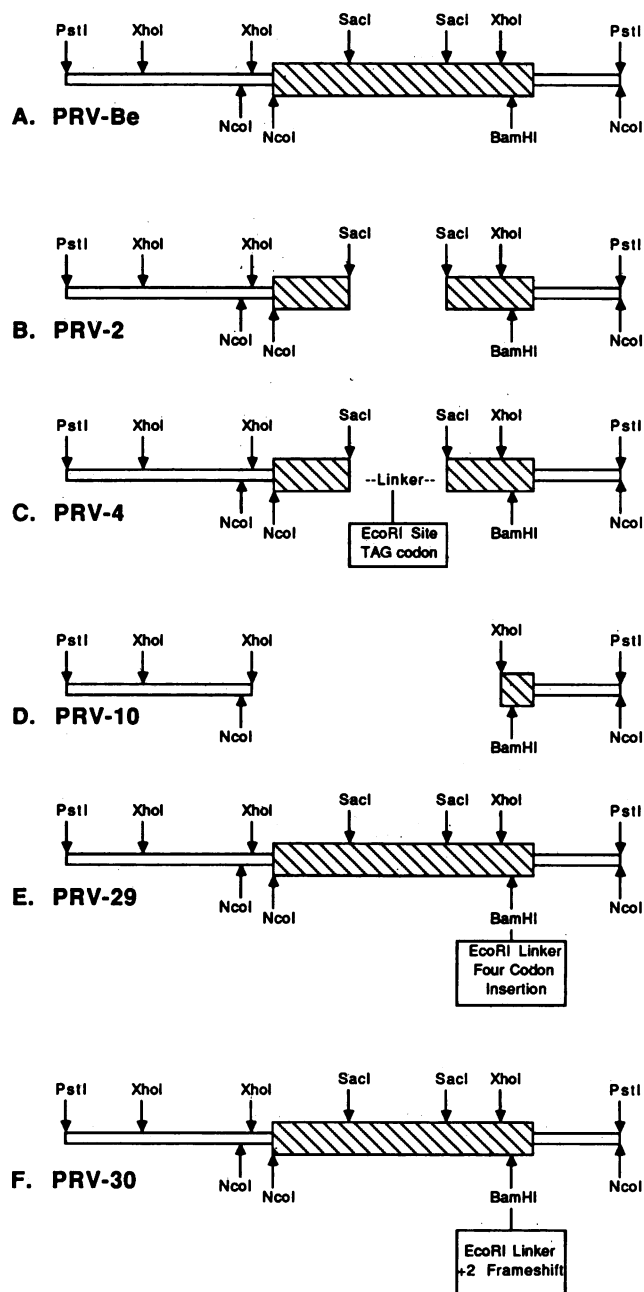 SacI SacI XhoI
PstI XhoI XhoI PstI
A. PRV-Be
NcoI NcoI BamHI NcoI
SacI SacI XhoI
PstI XhoI XhoI PstI
B. PRV-2
NcoI NcoI BamHI NcoI
SacI SacI XhoI
PstI XhoI XhoI PstI
--Linker--
C. PRV-4
NcoI NcoI BamHI NcoI
EcoRI Site
TAG codon
XhoI
PstI XhoI XhoI PstI
D. PRV-10
NcoI BamHI NcoI
SacI SacI XhoI
PstI XhoI XhoI PstI
E. PRV-29
NcoI NcoI BamHI NcoI
EcoRI Linker
Four Codon
Insertion
SacI SacI XhoI
PstI XhoI XhoI PstI
F. PRV-30
NcoI NcoI BamHI NcoI
EcoRI Linker
+2 Frameshift